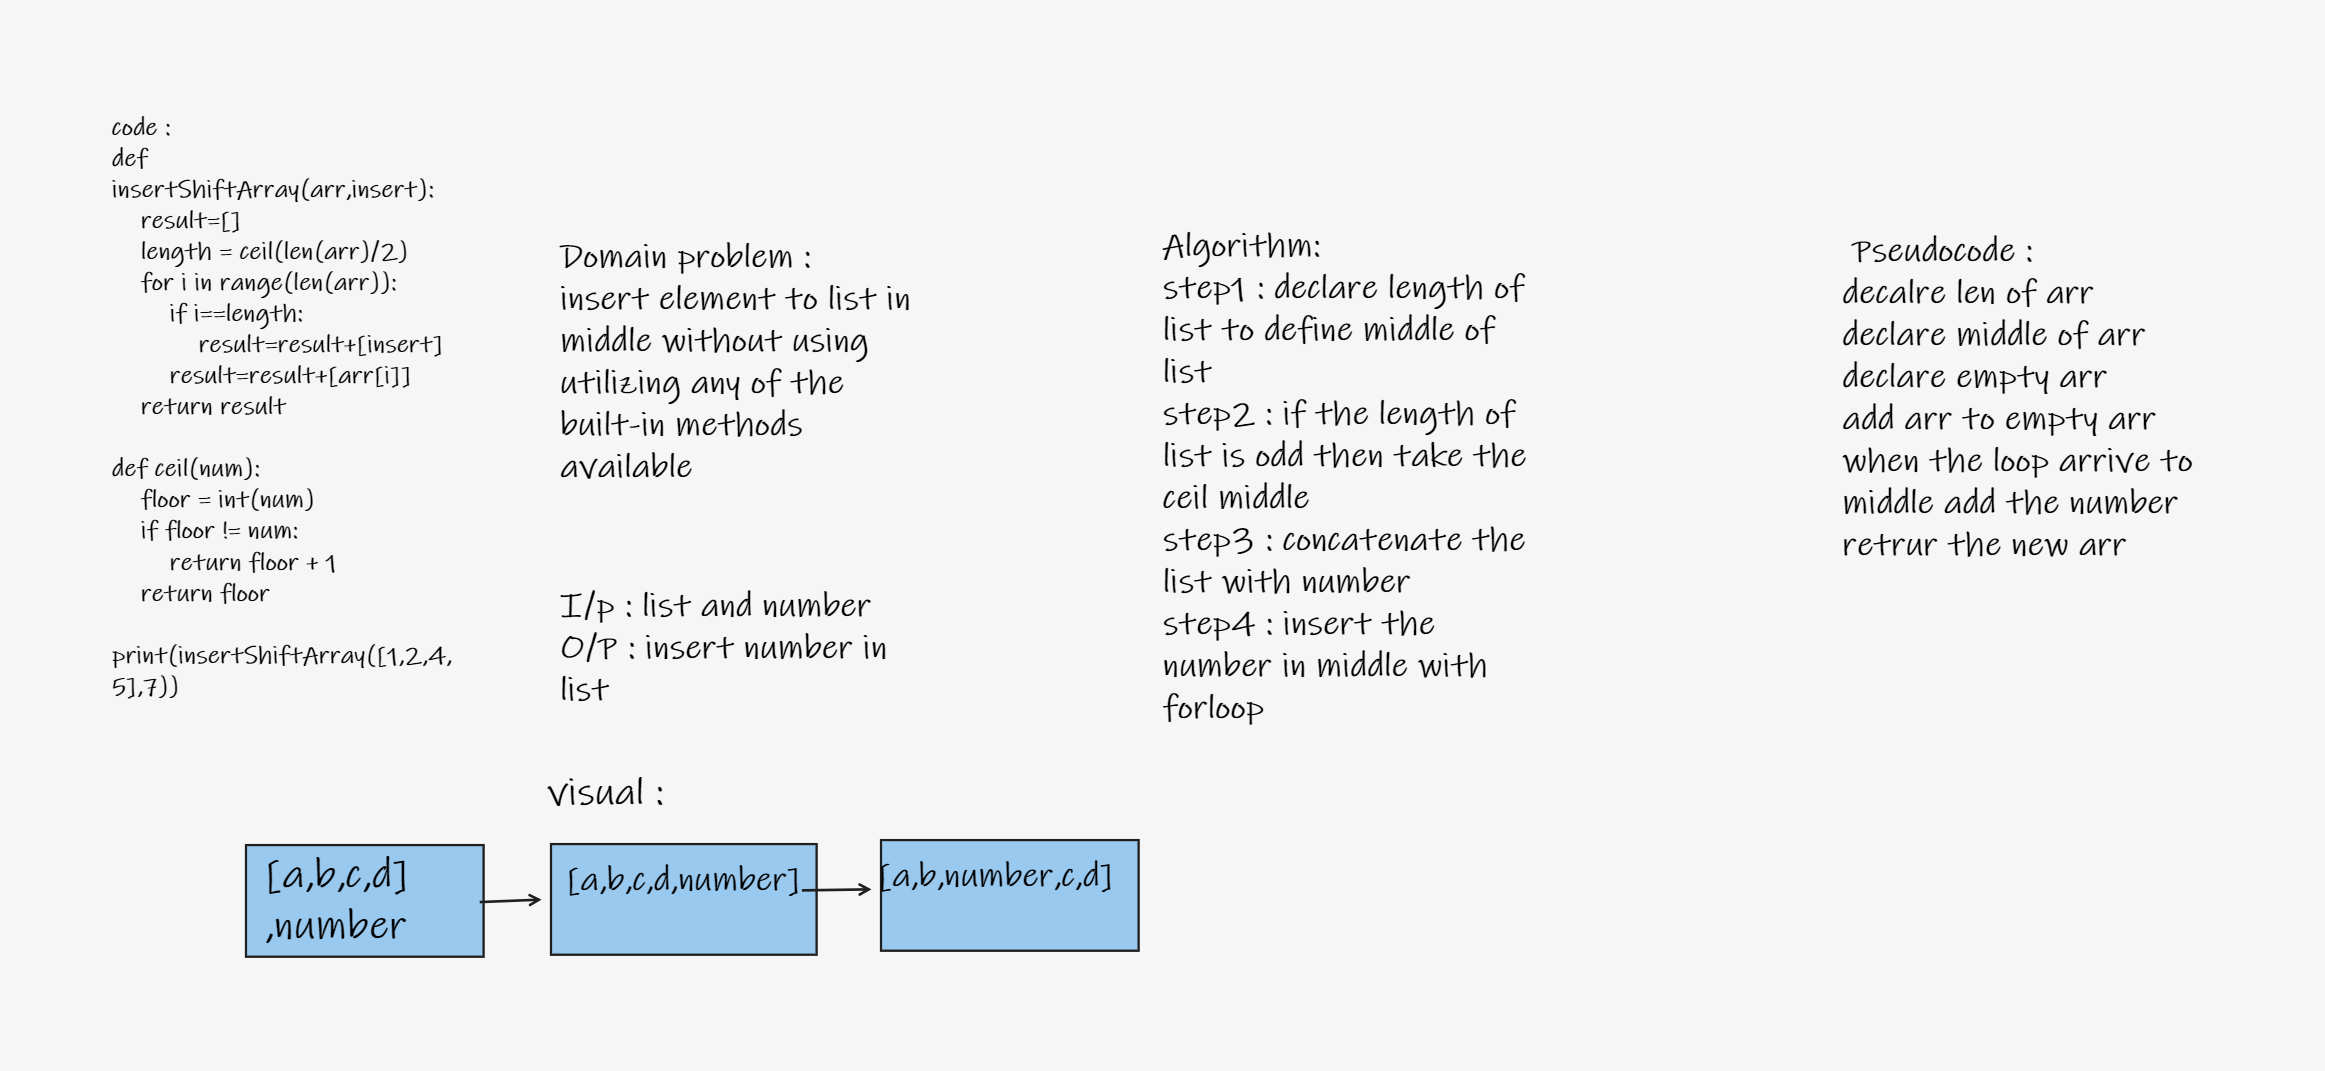 code :
def
insertShiftArray(arr,insert):
result=[]
length = ceil(len(arr)/2)
for i in range(len(arr)):
if i==length:
result=result+[insert]
result=result+[arr[i]]
return result
def ceil(num):
floor = int(num)
if floor != num:
return floor + 1
return floor
print(insertShiftArray([1,2,4,
5],7))
Domain problem :
insert element to list in
middle without using
utilizing any of the
built-in methods
available
I/p : list and number
O/P : insert number in
list
Algorithm:
step1 : declare length of
list to define middle of
list
step2 : if the length of
list is odd then take the
ceil middle
step3 : concatenate the
list with number
step4 : insert the
number in middle with
forloop
Pseudocode :
decalre len of arr
declare middle of arr
declare empty arr
add arr to empty arr
when the loop arrive to
middle add the number
retrur the new arr
visual :
[a,b,c,d]
,number
[a,b,c,d,number]
[a,b,number,c,d]